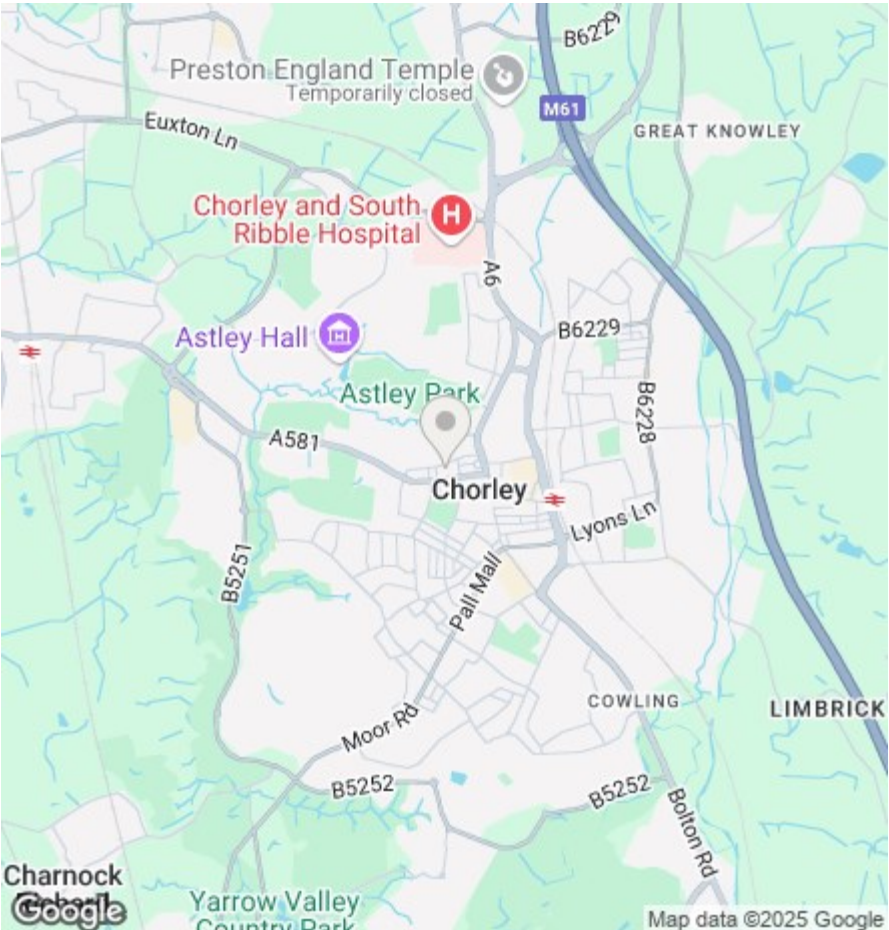 B6229
Preston England Temple
Temporarily closed
M61
Euxton Ln
GREAT KNOWLEY
Chorley and South
Ribble Hospital
H
A6
B6229
Astley Hall
Astley Park
B6228
A581
Chorley
Lyons Ln
B5251
Pall Mall
COWLING
LIMBRICK
Moor Rd
B5252
B5252
Bolton Rd
Charnock
Google
Yarrow Valley
Country Park
Map data ©2025 Google